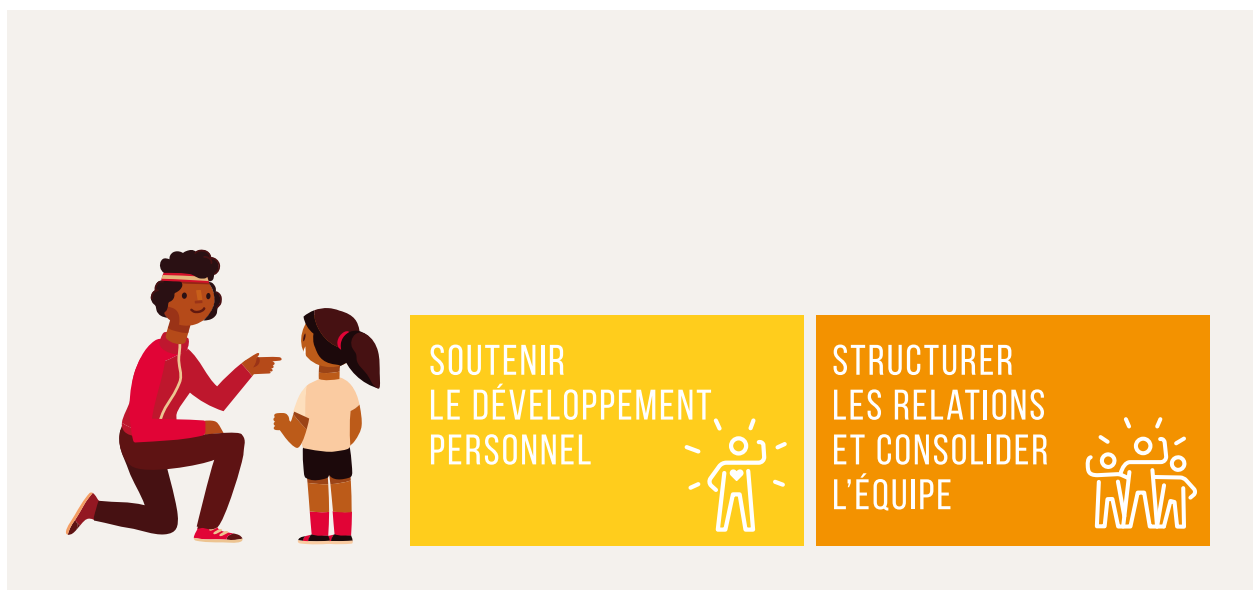 SOUTENIR
LE DÉVELOPPEMENT
PERSONNEL
STRUCTURER
LES RELATIONS
ET CONSOLIDER
L’ÉQUIPE